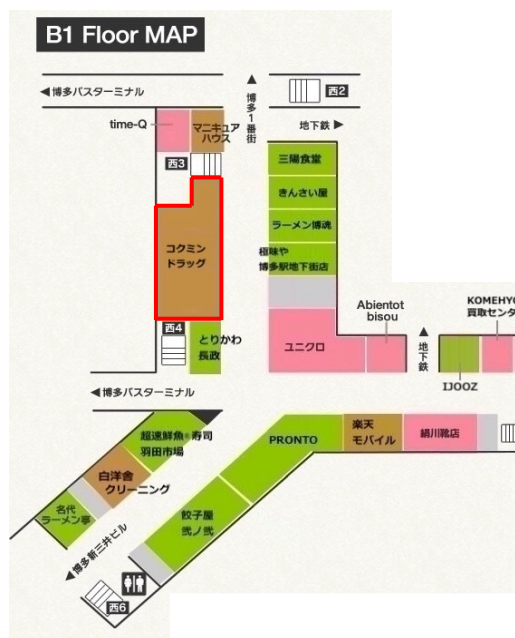 B1 Floor MAP
◀博多バスターミナル
西2
博多1番街
地下鉄▶
time-Q
マニキュア
ハウス
西3
三陽食堂
きんさい屋
ラーメン博魂
極味や
博多駅地下街店
コクミン
ドラッグ
西4
とりかわ
長政
ユニクロ
Abientot
bisou
地下鉄
KOMEHYO
買取センタ
IJOOZ
◀博多バスターミナル
超速鮮魚®寿司
羽田市場
白洋舎
クリーニング
名代
ラーメン亭
PRONTO
楽天
モバイル
絹川靴店
餃子屋
弐ノ弐
◀博多新三井ビル
西6